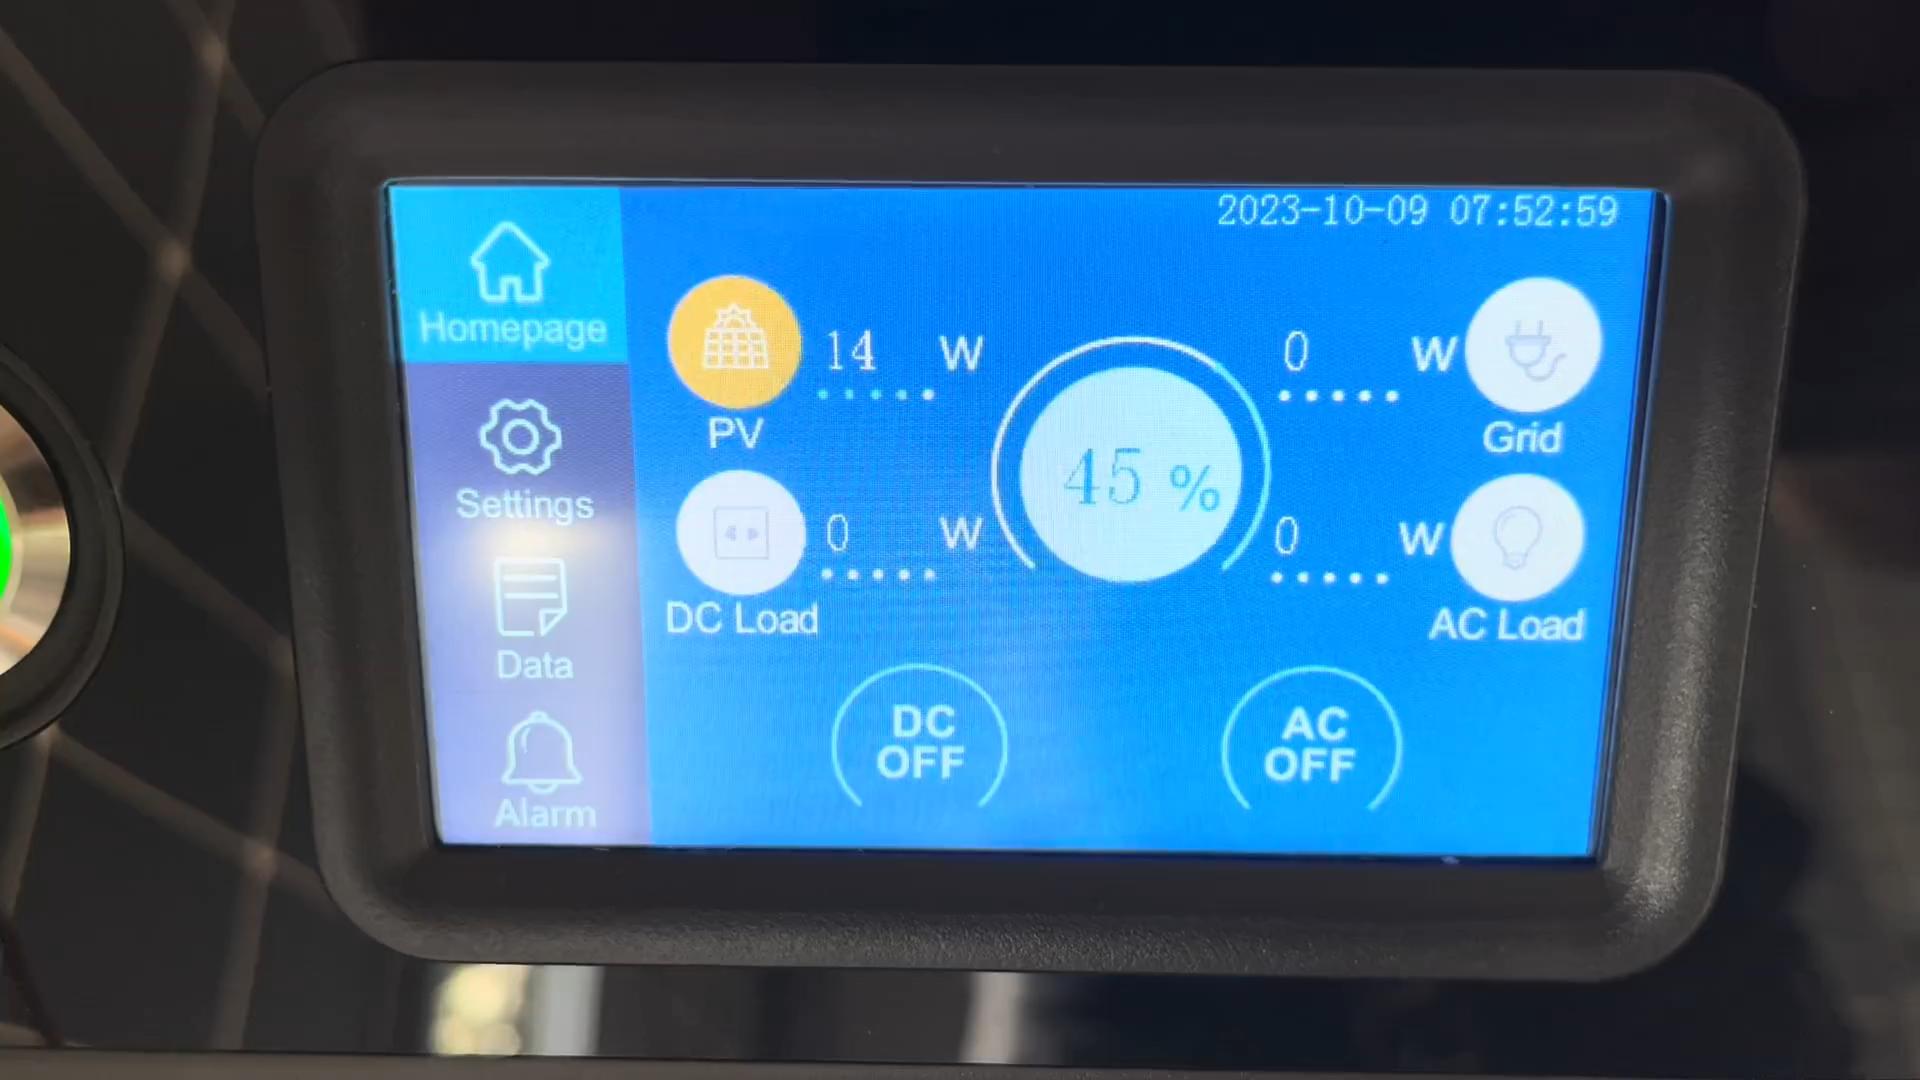 2023-10-09 07:52:59
Homepage
Settings
Data
Alarm
14 W
PV
0 W
DC Load
45 %
0 W
Grid
0 W
AC Load
DC
OFF
AC
OFF